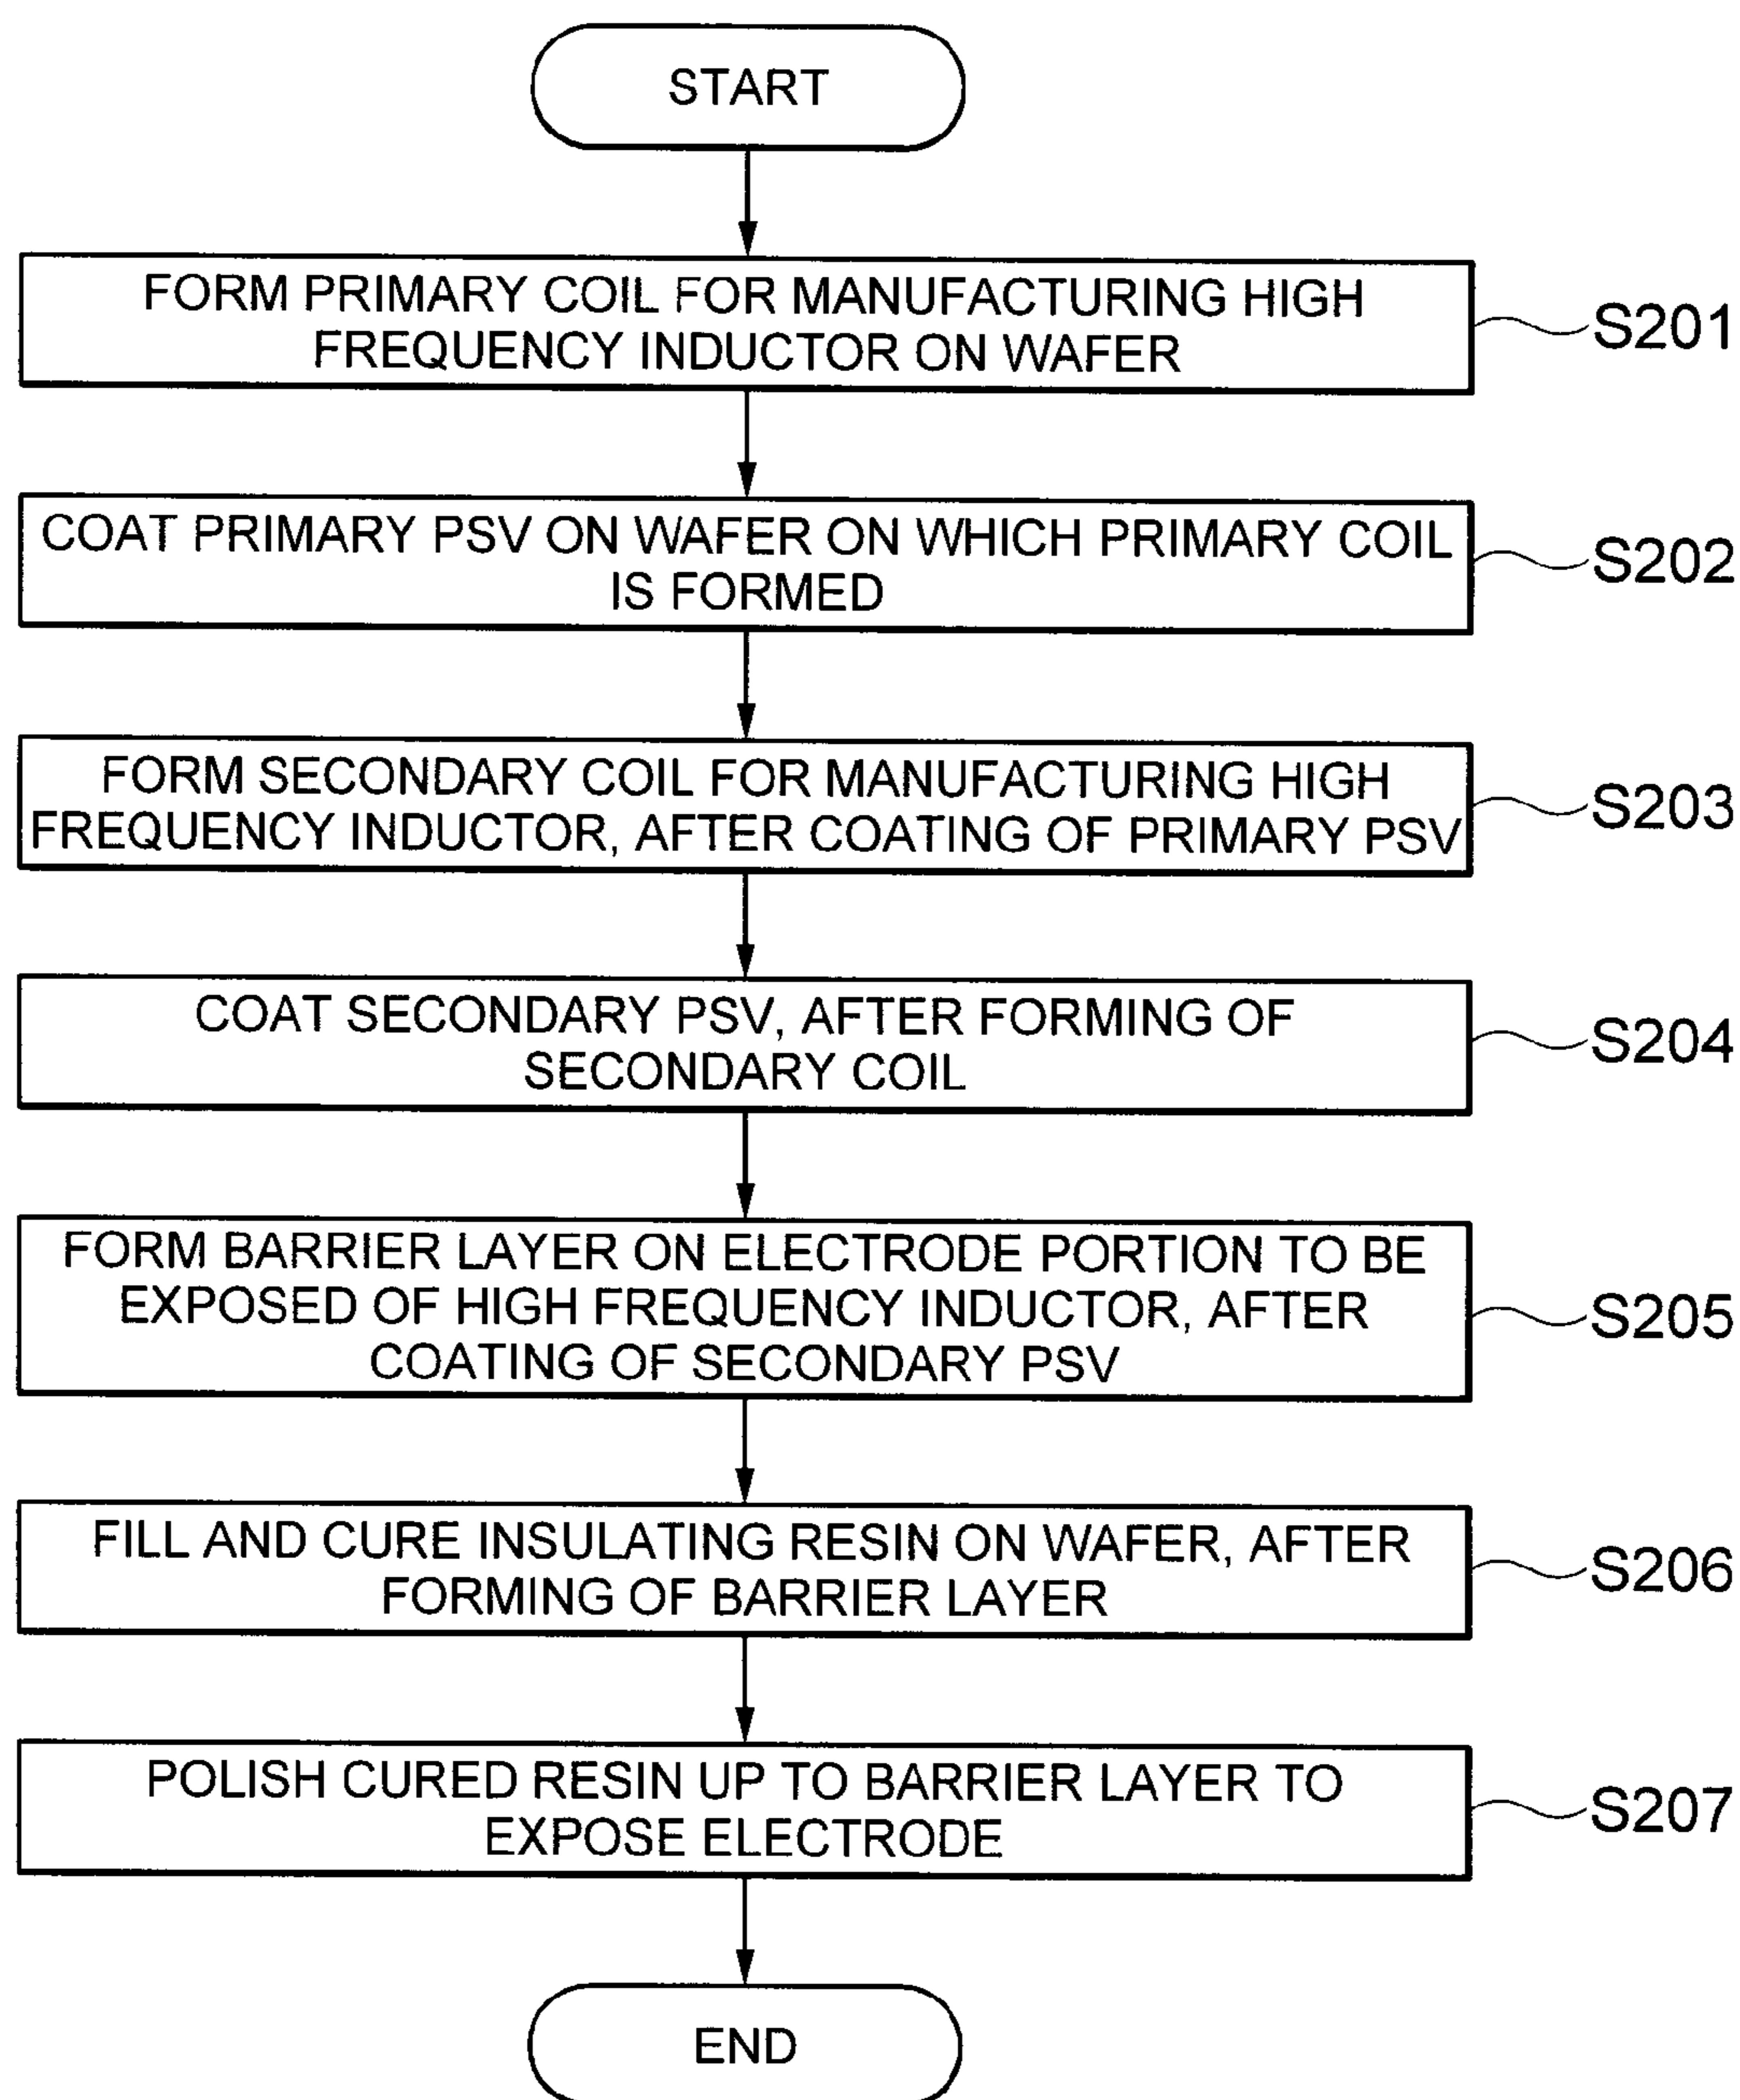 START
FORM PRIMARY COIL FOR MANUFACTURING HIGH
FREQUENCY INDUCTOR ON WAFER
S201
COAT PRIMARY PSV ON WAFER ON WHICH PRIMARY COIL
IS FORMED
S202
FORM SECONDARY COIL FOR MANUFACTURING HIGH
FREQUENCY INDUCTOR, AFTER COATING OF PRIMARY PSV
S203
COAT SECONDARY PSV, AFTER FORMING OF
SECONDARY COIL
S204
FORM BARRIER LAYER ON ELECTRODE PORTION TO BE
EXPOSED OF HIGH FREQUENCY INDUCTOR, AFTER
COATING OF SECONDARY PSV
S205
FILL AND CURE INSULATING RESIN ON WAFER, AFTER
FORMING OF BARRIER LAYER
S206
POLISH CURED RESIN UP TO BARRIER LAYER TO
EXPOSE ELECTRODE
S207
END